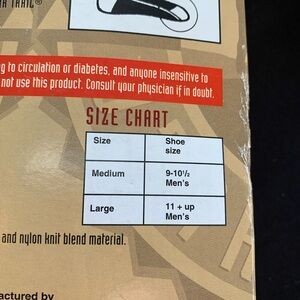 TRAIL®
g to circulation or diabetes, and anyone insensitive to
not use this product. Consult your physician if in doubt.
SIZE CHART
Size Shoe size
Medium 9-10½ Men's
Large 11 + up Men's
and nylon knit blend material.
actured by